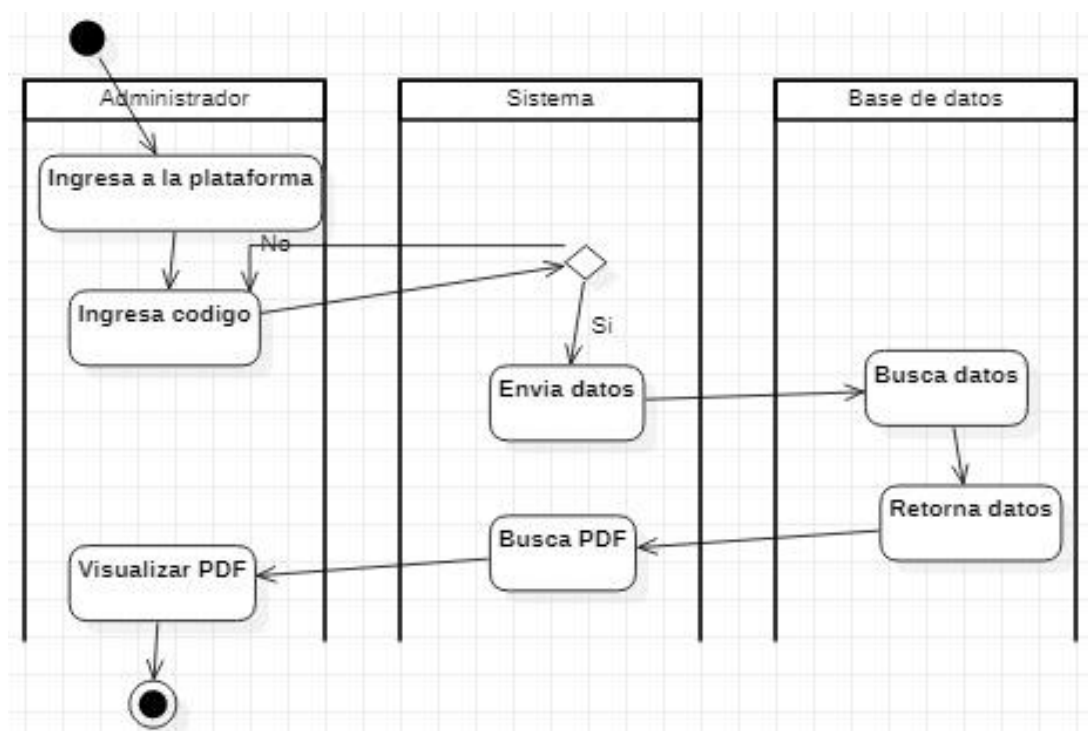 Administrador
Sistema
Base de datos
Ingresa a la plataforma
No
Ingresa codigo
Si
Envia datos
Busca datos
Retorna datos
Busca PDF
Visualizar PDF